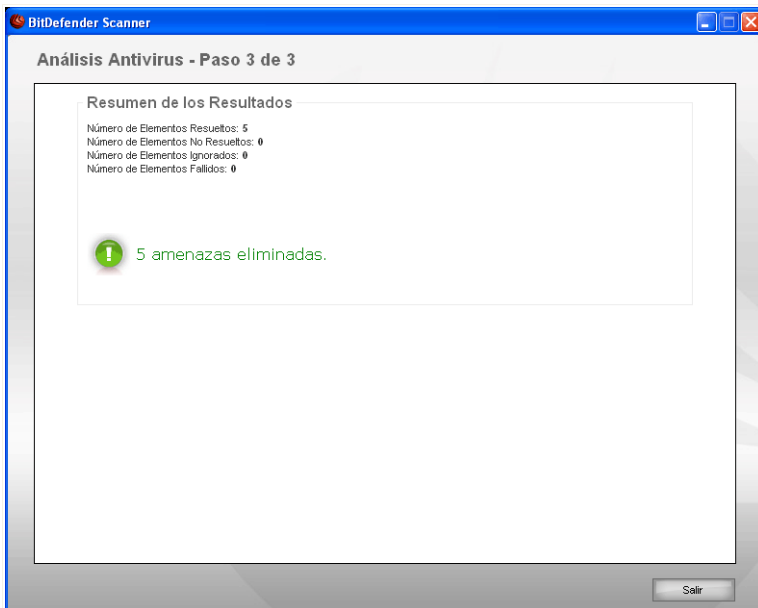 BitDefender Scanner
Análisis Antivirus - Paso 3 de 3
Resumen de los Resultados
Número de Elementos Resueltos: 5
Número de Elementos No Resueltos: 0
Número de Elementos Ignorados: 0
Número de Elementos Fallidos: 0
5 amenazas eliminadas.
Salir